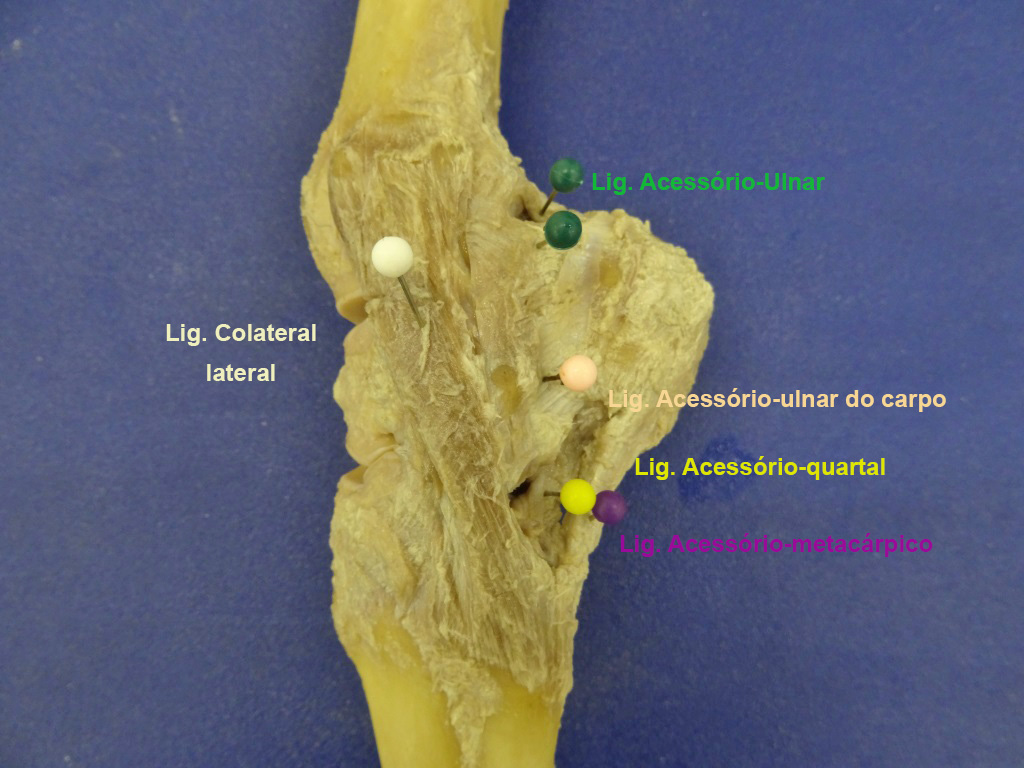 Lig. Acessório-Ulnar
Lig. Colateral
lateral
Lig. Acessório-ulnar do carpo
Lig. Acessório-quartal
Lig. Acessório-metacárpico